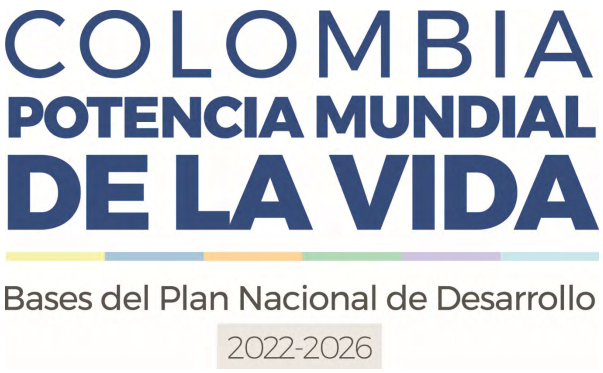 COLOMBIA
POTENCIA MUNDIAL
DE LA VIDA
Bases del Plan Nacional de Desarrollo
2022-2026